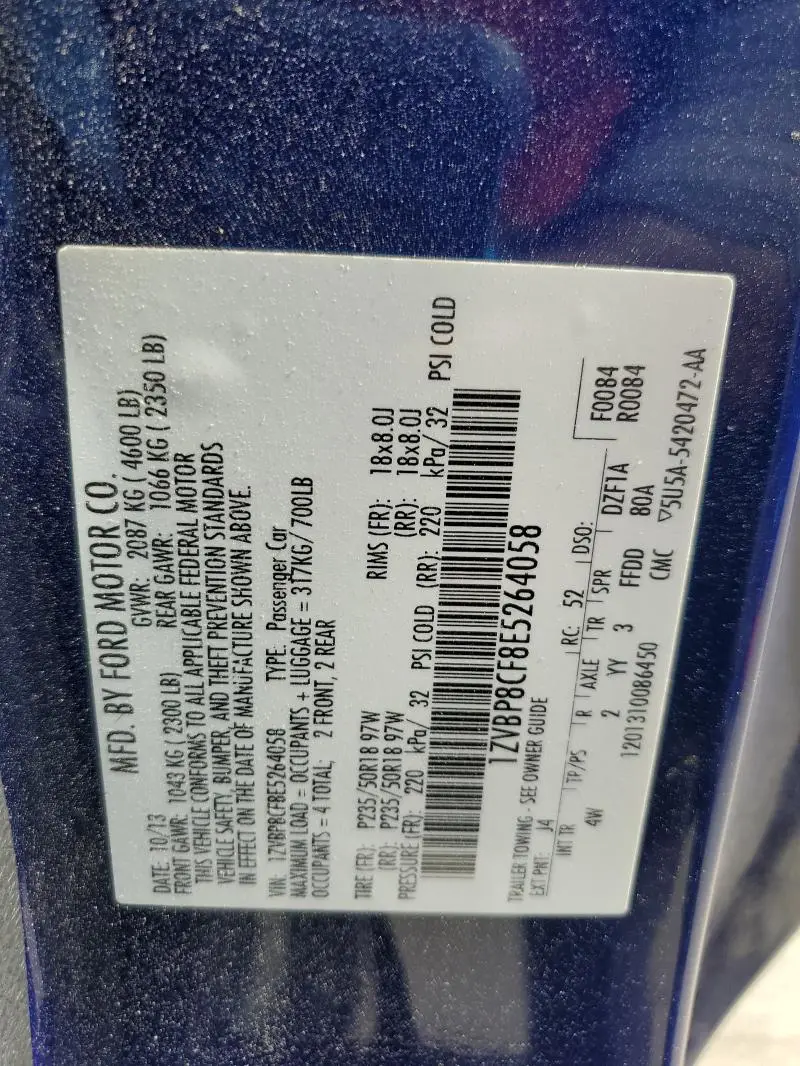 MFD. BY FORD MOTOR CO.
DATE: 10/13 GVWR: 2087 KG ( 4600 LB)
FRONT GAWR: 1043 KG ( 2300 LB) REAR GAWR: 1066 KG ( 2350 LB)
THIS VEHICLE CONFORMS TO ALL APPLICABLE FEDERAL MOTOR
VEHICLE SAFETY, BUMPER, AND THEFT PREVENTION STANDARDS
IN EFFECT ON THE DATE OF MANUFACTURE SHOWN ABOVE.
VIN: 1ZVBP8CF8E5264058 TYPE: Passenger Car
MAXIMUM LOAD = OCCUPANTS + LUGGAGE = 317KG/700LB
OCCUPANTS = 4 TOTAL: 2 FRONT, 2 REAR
TIRE (FR): P235/50R18 97W RIMS (FR): 18x8.0J
(RR): P235/50R18 97W (RR): 18x8.0J
PRESSURE (FR): 220 kPa/ 32 PSI COLD (RR): 220 kPa/ 32 PSI COLD
1ZVBP8CF8E5264058
TRAILER TOWING - SEE OWNER GUIDE
EXT PNT: J4 RC: 52 DSO:
INT TR TP/PS R AXLE TR SPR DZF1A F0084
4W 2 YY 3 FFDD 80A R0084
1201310086450 CMC ▽5U5A-5420472-AA